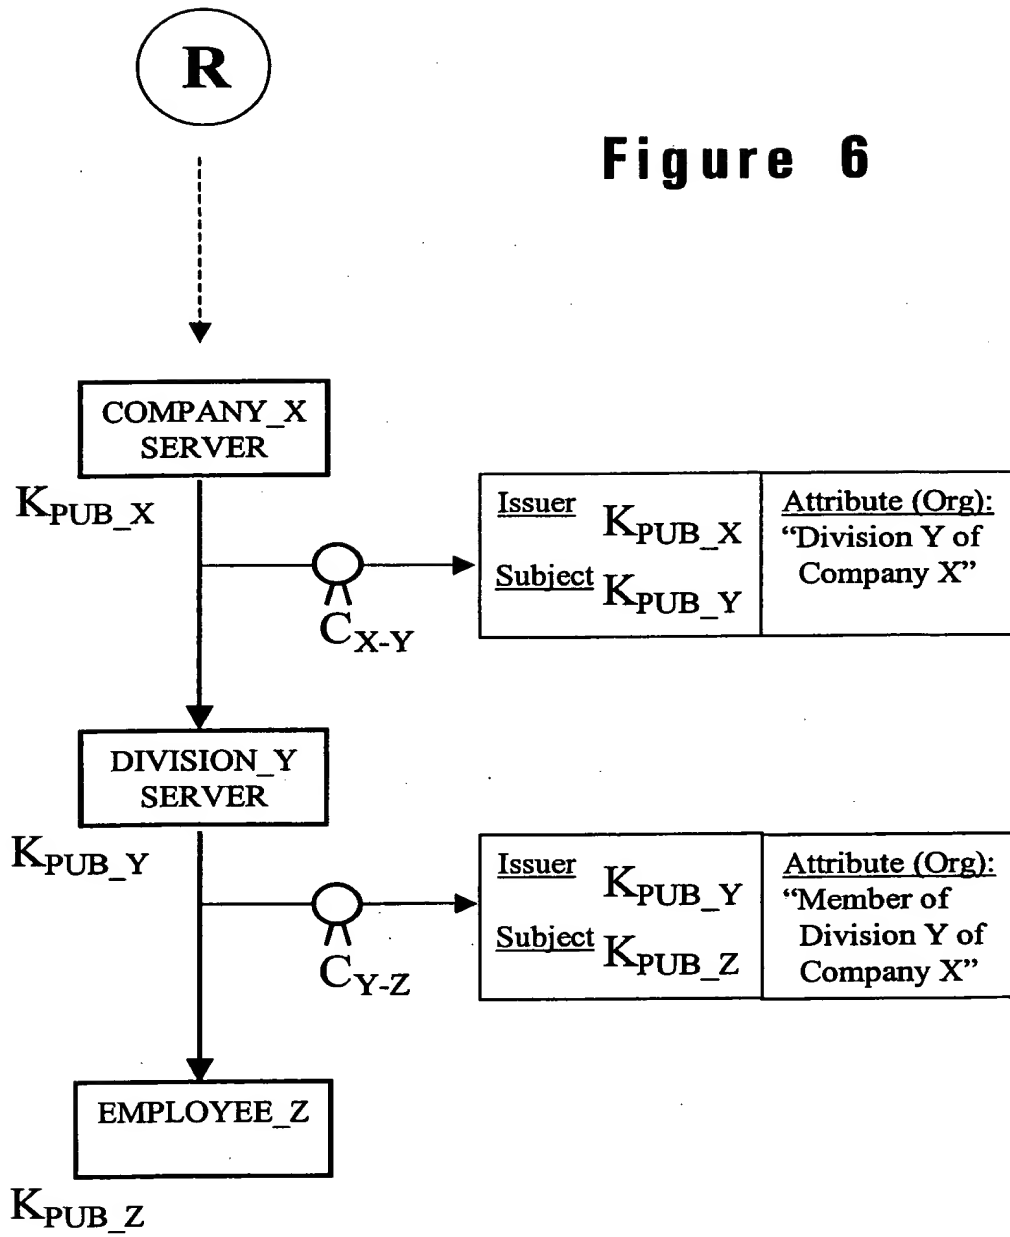 R
Figure 6
COMPANY_X
SERVER
KPUB_X
Issuer KPUB_X
Subject KPUB_Y
Attribute (Org):
“Division Y of
Company X”
CX-Y
DIVISION_Y
SERVER
KPUB_Y
Issuer KPUB_Y
Subject KPUB_Z
Attribute (Org):
“Member of
Division Y of
Company X”
CY-Z
EMPLOYEE_Z
KPUB_Z